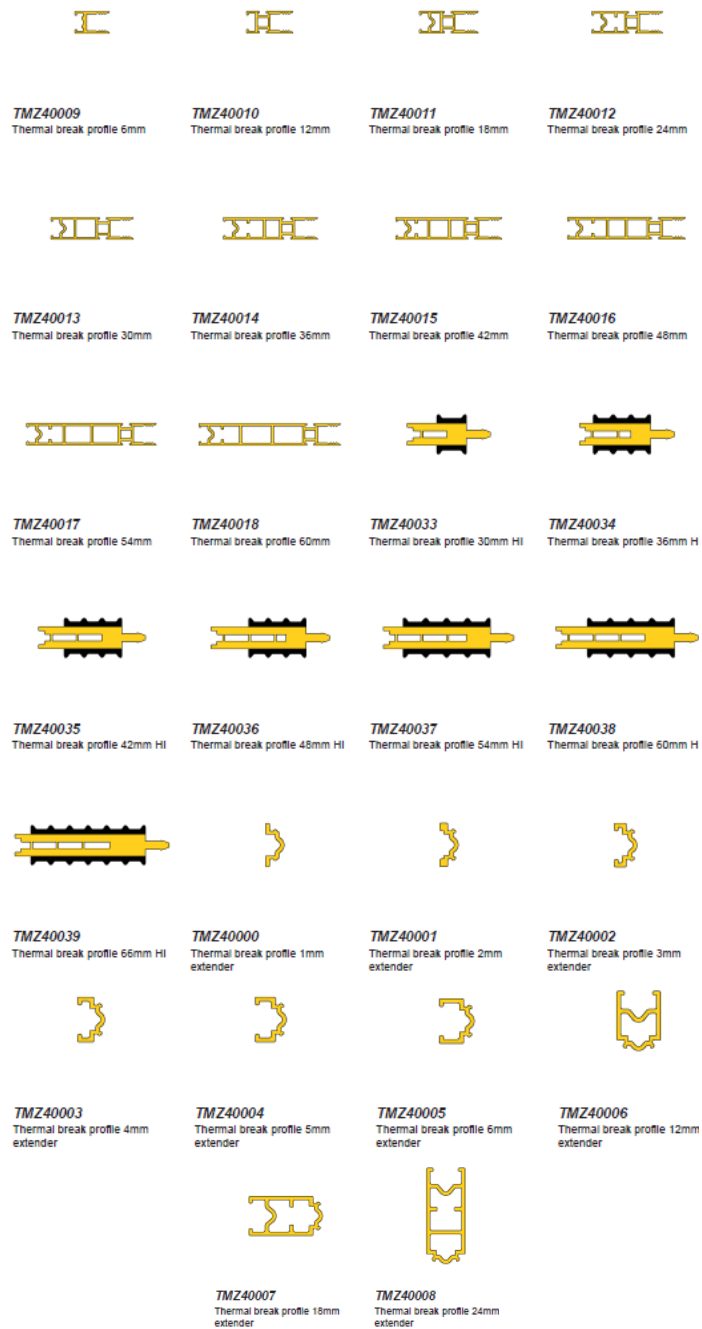 TMZ40009 TMZ40010 TMZ40011 TMZ40012
Thermal break profile 6mm Thermal break profile 12mm Thermal break profile 18mm Thermal break profile 24mm
TMZ40013 TMZ40014 TMZ40015 TMZ40016
Thermal break profile 30mm Thermal break profile 36mm Thermal break profile 42mm Thermal break profile 48mm
TMZ40017 TMZ40018 TMZ40033 TMZ40034
Thermal break profile 54mm Thermal break profile 60mm Thermal break profile 30mm HI Thermal break profile 36mm H
TMZ40035 TMZ40036 TMZ40037 TMZ40038
Thermal break profile 42mm HI Thermal break profile 48mm HI Thermal break profile 54mm HI Thermal break profile 60mm H
TMZ40039 TMZ40000 TMZ40001 TMZ40002
Thermal break profile 66mm HI Thermal break profile 1mm Thermal break profile 2mm Thermal break profile 3mm
extender extender extender
TMZ40003 TMZ40004 TMZ40005 TMZ40006
Thermal break profile 4mm Thermal break profile 5mm Thermal break profile 6mm Thermal break profile 12mm
extender extender extender extender
TMZ40007 TMZ40008
Thermal break profile 18mm Thermal break profile 24mm
extender extender